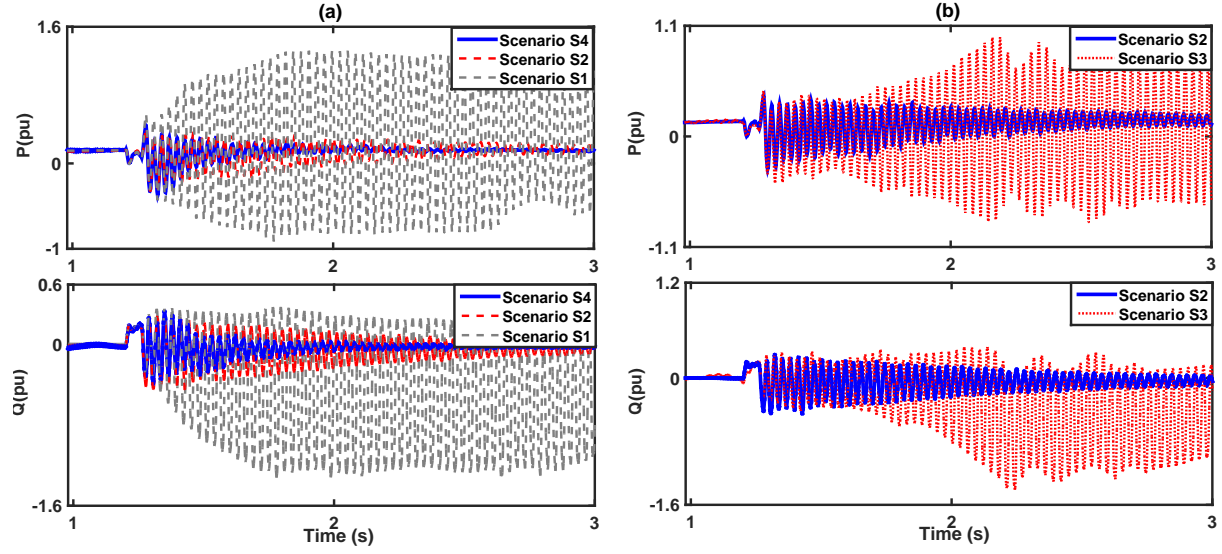 (a)
1.6
0
-1
P(pu)
Scenario S4
Scenario S2
Scenario S1
1
2
3
0.6
0
-1.6
Q(pu)
Scenario S4
Scenario S2
Scenario S1
1
2
3
Time (s)
(b)
1.1
0
-1.1
P(pu)
Scenario S2
Scenario S3
1
2
3
1.2
0
-1.6
Q(pu)
Scenario S2
Scenario S3
1
2
3
Time (s)